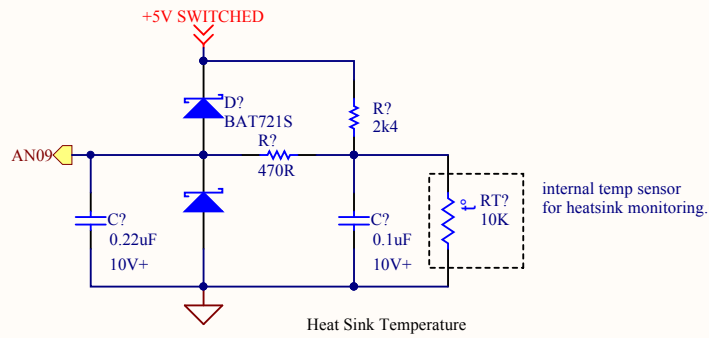 +5V SWITCHED
D?
BAT721S
R?
2k4
R?
470R
AN09
C?
0.22uF
10V+
C?
0.1uF
10V+
t°
RT?
10K
internal temp sensor
for heatsink monitoring.
Heat Sink Temperature